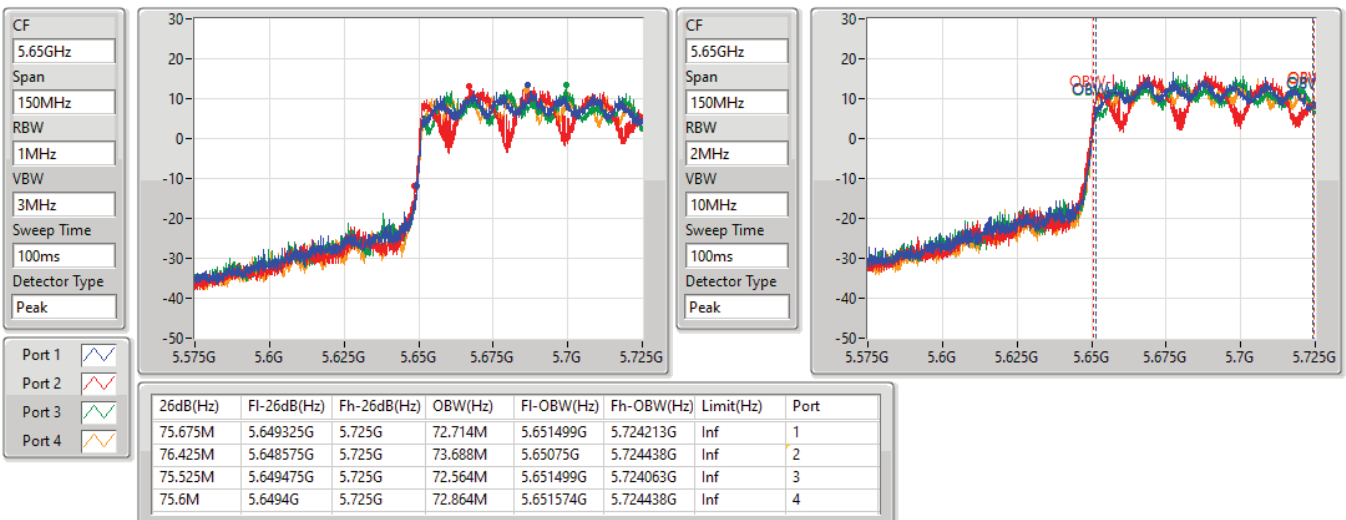 CF
5.65GHz
Span
150MHz
RBW
1MHz
VBW
3MHz
Sweep Time
100ms
Detector Type
Peak
30
20
10
0
-10
-20
-30
-40
-50
5.575G 5.6G 5.625G 5.65G 5.675G 5.7G 5.725G
CF
5.65GHz
Span
150MHz
RBW
2MHz
VBW
10MHz
Sweep Time
100ms
Detector Type
Peak
30
20
10
0
-10
-20
-30
-40
-50
5.575G 5.6G 5.625G 5.65G 5.675G 5.7G 5.725G
Port 1
Port 2
Port 3
Port 4
26dB(Hz) Fl-26dB(Hz) Fh-26dB(Hz) OBW(Hz) Fl-OBW(Hz) Fh-OBW(Hz) Limit(Hz) Port
75.675M 5.649325G 5.725G 72.714M 5.651499G 5.724213G Inf 1
76.425M 5.648575G 5.725G 73.688M 5.65075G 5.724438G Inf 2
75.525M 5.649475G 5.725G 72.564M 5.651499G 5.724063G Inf 3
75.6M 5.6494G 5.725G 72.864M 5.651574G 5.724438G Inf 4